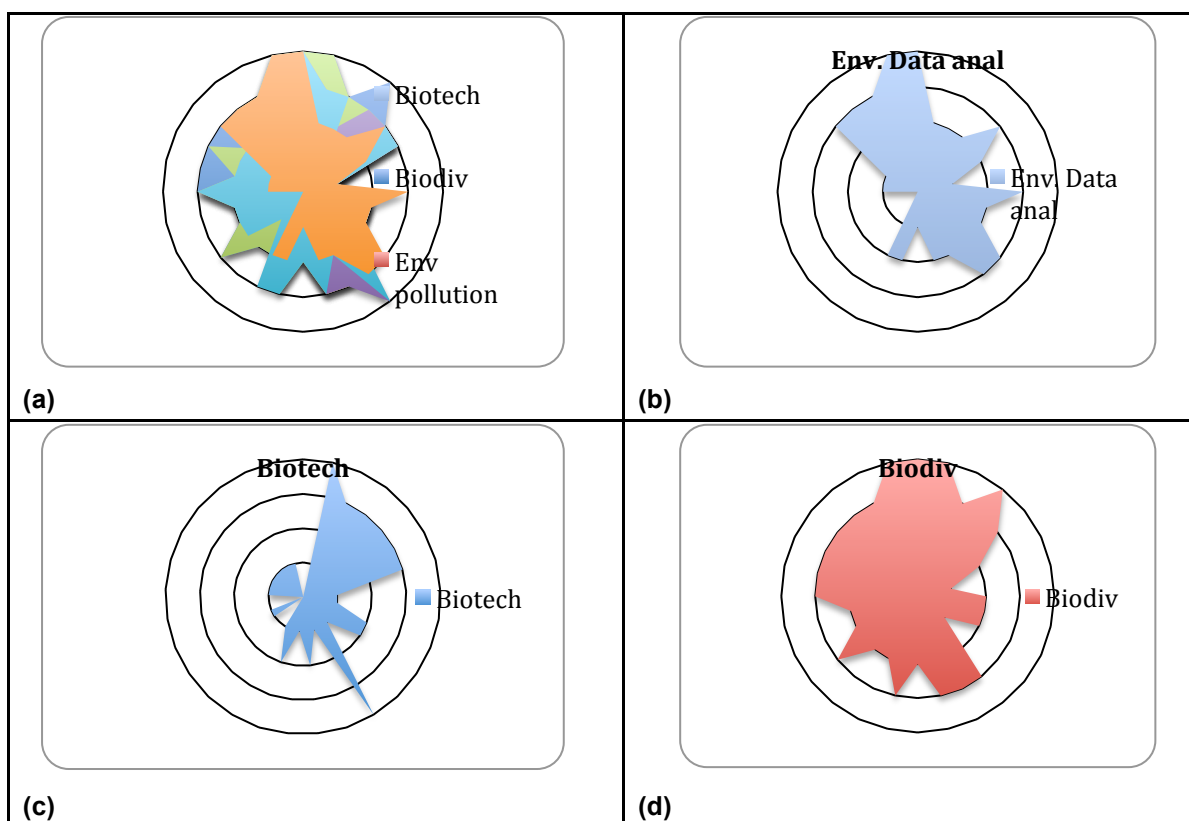 Biotech
Biodiv
Env
pollution
(a)
Env. Data anal
Env. Data
anal
(b)
Biotech
Biotech
(c)
Biodiv
Biodiv
(d)